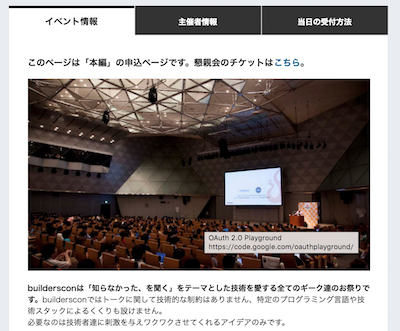 イベント情報
主催者情報
当日の受付方法
このページは「本編」の申込ページです。懇親会のチケットはこちら。
OAuth 2.0 Playground
https://code.google.com/oauthplayground/
buildersconは「知らなかった、を聞く」をテーマとした技術を愛する全てのギーク達のお祭りで
す。buildersconではトークに関して技術的な制約はありません、特定のプログラミング言語や技
術スタックによるくくりも設けません。
必要なのは技術者達に刺激を与えワクワクさせてくれるアイデアのみです。